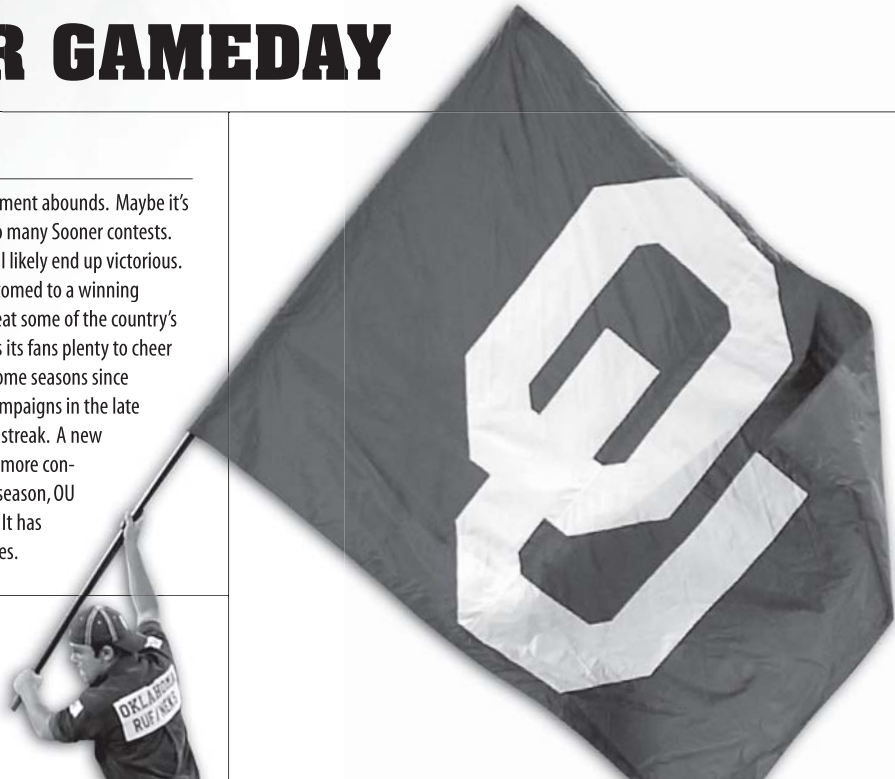 R GAMEDAY
ment abounds. Maybe it's
o many Sooner contests.
l likely end up victorious.
tomed to a winning
eat some of the country's
s its fans plenty to cheer
ome seasons since
mpaigns in the late
streak. A new
more con-
season, OU
It has
es.
OU
OKLAHOMA
RUF/NEKS